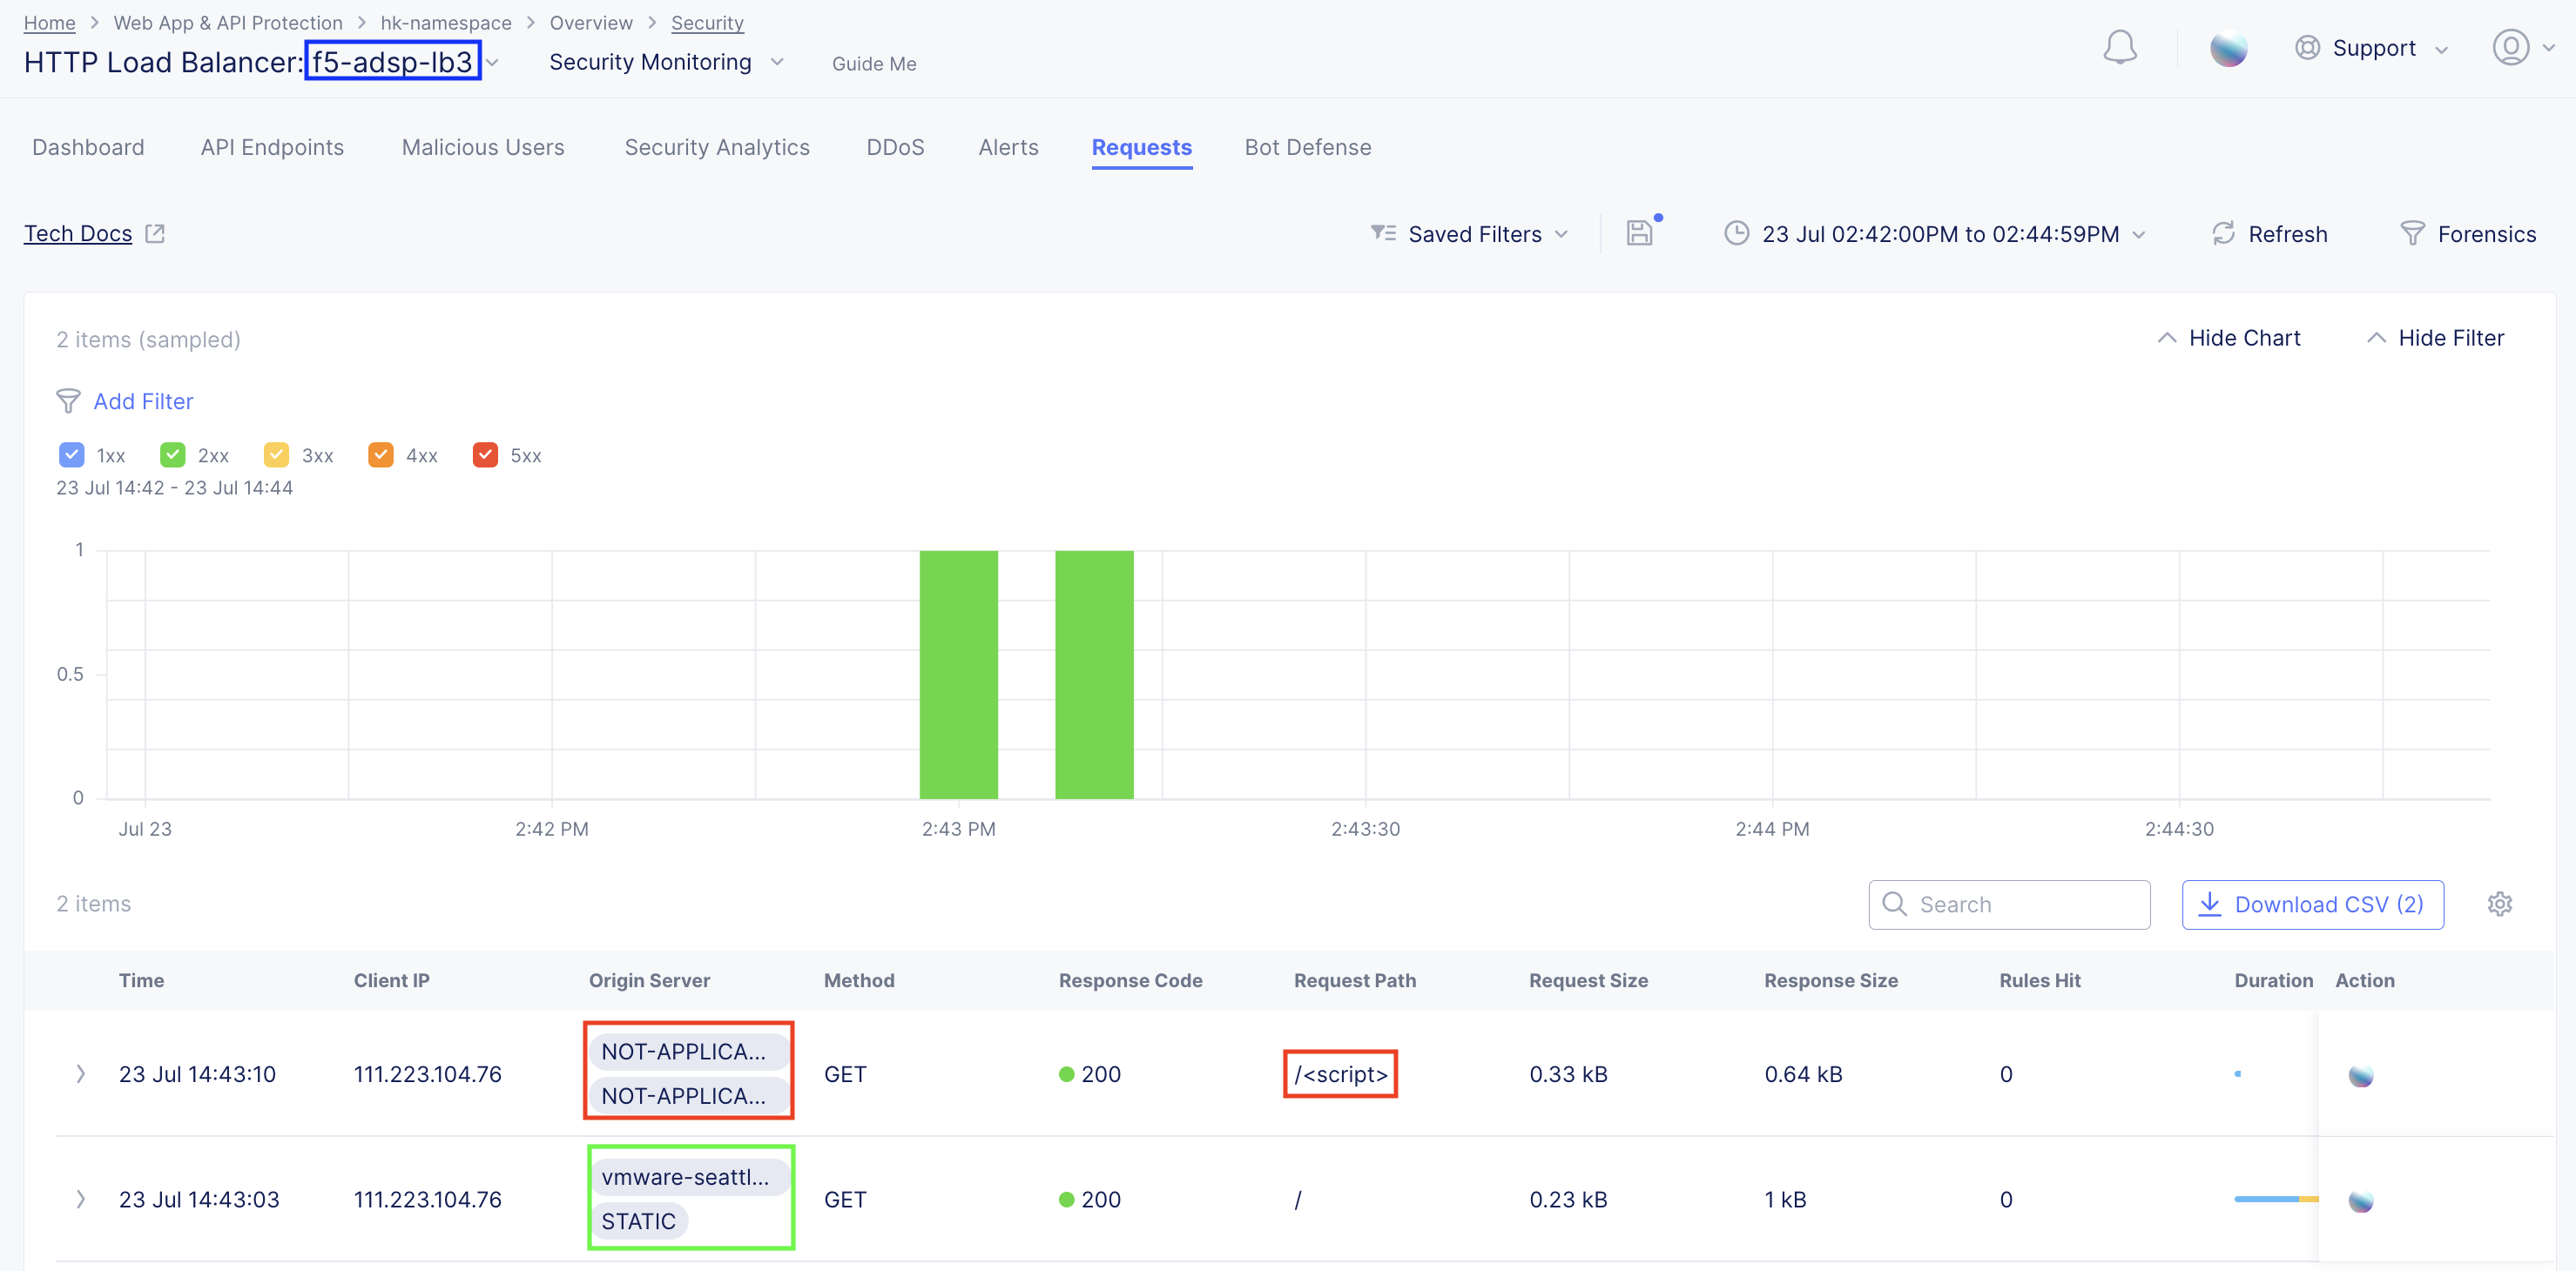 Home > Web App & API Protection > hk-namespace > Overview > Security
HTTP Load Balancer: f5-adsp-lb3 Security Monitoring Guide Me
Support
Dashboard API Endpoints Malicious Users Security Analytics DDoS Alerts Requests Bot Defense
Tech Docs Saved Filters 23 Jul 02:42:00PM to 02:44:59PM Refresh Forensics
2 items (sampled) Hide Chart Hide Filter
Add Filter
1xx 2xx 3xx 4xx 5xx
23 Jul 14:42 - 23 Jul 14:44
1
0.5
0
Jul 23 2:42 PM 2:43 PM 2:43:30 2:44 PM 2:44:30
2 items Search Download CSV (2)
Time Client IP Origin Server Method Response Code Request Path Request Size Response Size Rules Hit Duration Action
NOT-APPLICA...
23 Jul 14:43:10 111.223.104.76 GET 200 /<script> 0.33 kB 0.64 kB 0
NOT-APPLICA...
vmware-seattl...
23 Jul 14:43:03 111.223.104.76 GET 200 / 0.23 kB 1 kB 0
STATIC